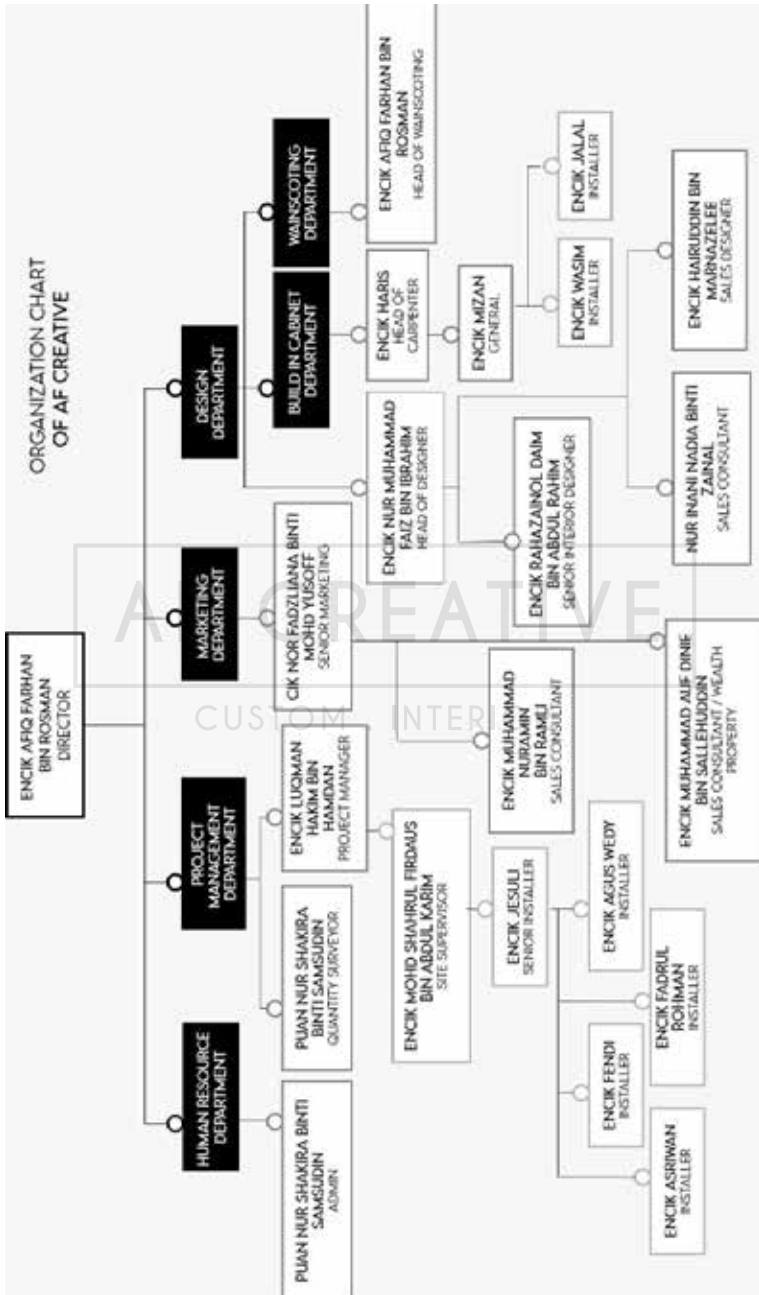 ORGANIZATION CHART
OF AF CREATIVE
ENCIK AFIQ FARHAN
BIN ROSMAN
DIRECTOR
HUMAN RESOURCE
DEPARTMENT
PROJECT
MANAGEMENT
DEPARTMENT
MARKETING
DEPARTMENT
DESIGN
DEPARTMENT
PUAN NUR SHAKIRA BINTI
SAMSUDIN
ADMIN
PUAN NUR SHAKIRA
BINTI SAMSUDIN
QUANTITY SURVEYOR
ENCIK LUQMAN
HAKIM BIN
HAMDAN
PROJECT MANAGER
CIK NOR FADZLIANA BINTI
MOHD YUSOFF
SENIOR MARKETING
BUILD IN CABINET
DEPARTMENT
WAINSCOTING
DEPARTMENT
ENCIK MOHD SHAHRUL FIRDAUS
BIN ABDUL KARIM
SITE SUPERVISOR
ENCIK NUR MUHAMMAD
FAIZ BIN IBRAHIM
HEAD OF DESIGNER
ENCIK HARIS
HEAD OF
CARPENTER
ENCIK AFIQ FARHAN BIN
ROSMAN
HEAD OF WAINSCOTING
ENCIK JESULI
SENIOR INSTALLER
ENCIK MUHAMMAD
NURAMIN
BIN RAMLI
SALES CONSULTANT
ENCIK RAHAZAINOL DAIM
BIN ABDUL RAHIM
SENIOR INTERIOR DESIGNER
ENCIK MIZAN
GENERAL
ENCIK FENDI
INSTALLER
ENCIK AGUS WEDY
INSTALLER
ENCIK WASIM
INSTALLER
ENCIK JALAL
INSTALLER
ENCIK ASRIWAN
INSTALLER
ENCIK FADRUL
ROHMAN
INSTALLER
ENCIK MUHAMMAD ALIF DINIE
BIN SALLEHUDDIN
SALES CONSULTANT / WEALTH
PROPERTY
NUR INANI NADIA BINTI
ZAINAL
SALES CONSULTANT
ENCIK HAIRUDDIN BIN
MARNAZELEE
SALES DESIGNER
CREATIVE
CUSTOM